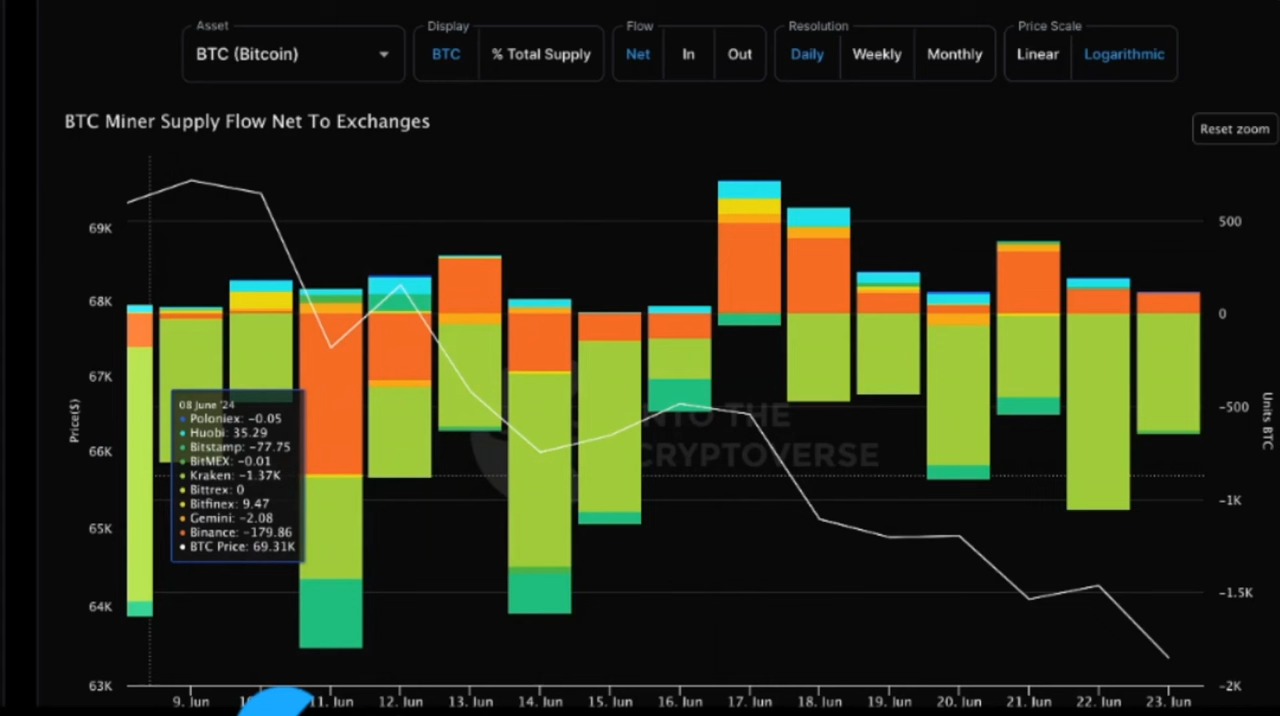 Asset
Display
Flow
Resolution
Price Scale
BTC (Bitcoin)
BTC
% Total Supply
Net
In
Out
Daily
Weekly
Monthly
Linear
Logarithmic
BTC Miner Supply Flow Net To Exchanges
Reset zoom
69K
68K
67K
66K
65K
64K
63K
Price($)
500
0
-500
-1K
-1.5K
-2K
Units BTC
08 June '24
Poloniex: -0.05
Huobi: 35.29
Bitstamp: -77.75
BitMEX: -0.01
Kraken: -1.37K
Bittrex: 0
Bitfinex: 9.47
Gemini: -2.08
Binance: -179.86
BTC Price: 69.31K
INTO THE
CRYPTOVERSE
9. Jun
11. Jun
12. Jun
13. Jun
14. Jun
15. Jun
16. Jun
17. Jun
18. Jun
19. Jun
20. Jun
21. Jun
22. Jun
23. Jun